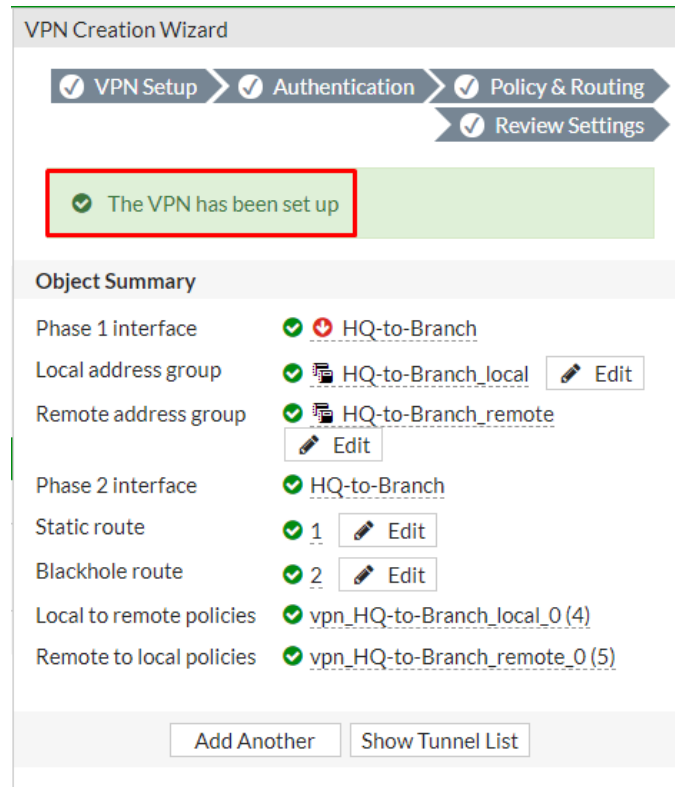 VPN Creation Wizard
VPN Setup
Authentication
Policy & Routing
Review Settings
The VPN has been set up
Object Summary
Phase 1 interface HQ-to-Branch
Local address group HQ-to-Branch_local Edit
Remote address group HQ-to-Branch_remote
Edit
Phase 2 interface HQ-to-Branch
Static route 1 Edit
Blackhole route 2 Edit
Local to remote policies vpn_HQ-to-Branch_local_0 (4)
Remote to local policies vpn_HQ-to-Branch_remote_0 (5)
Add Another Show Tunnel List